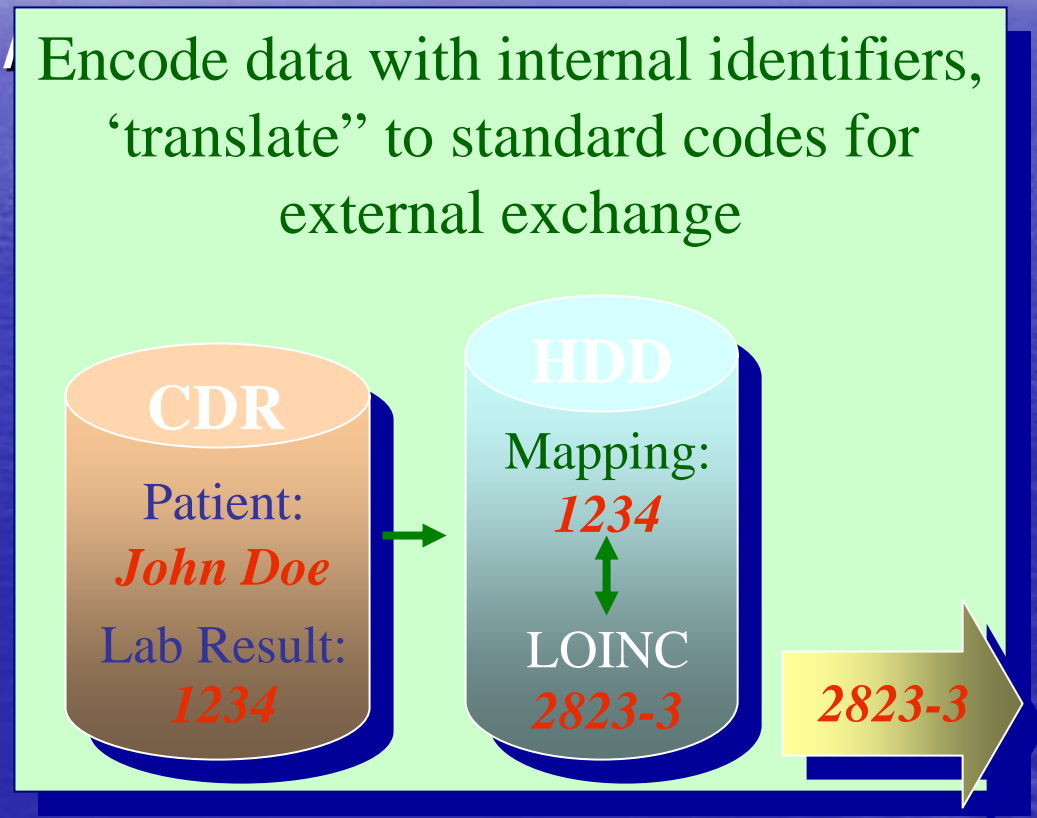 Encode data with internal identifiers,
‘translate” to standard codes for
external exchange
CDR
Patient:
John Doe
Lab Result:
1234
HDD
Mapping:
1234
LOINC
2823-3
2823-3